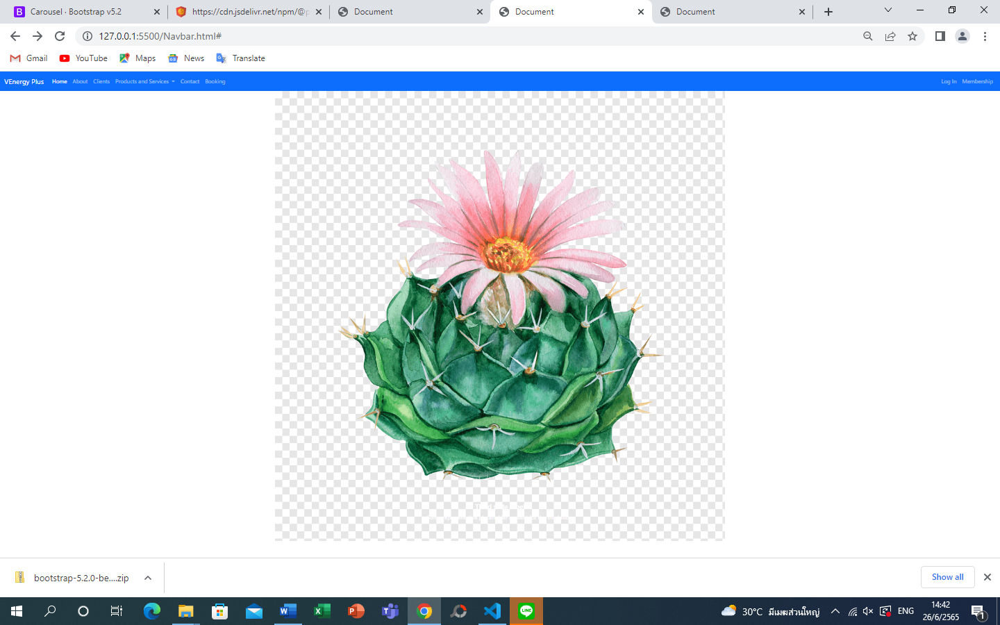 Carousel · Bootstrap v5.2
https://cdn.jsdelivr.net/npm/@p
Document
Document
Document
127.0.0.1:5500/Navbar.html#
Gmail
YouTube
Maps
News
Translate
VEnergy Plus
Home
About
Clients
Products and Services
Contact
Booking
Log In
Membership
bootstrap-5.2.0-be....zip
Show all
30°C มีเมฆส่วนใหญ่
ENG
14:42
26/6/2565
1